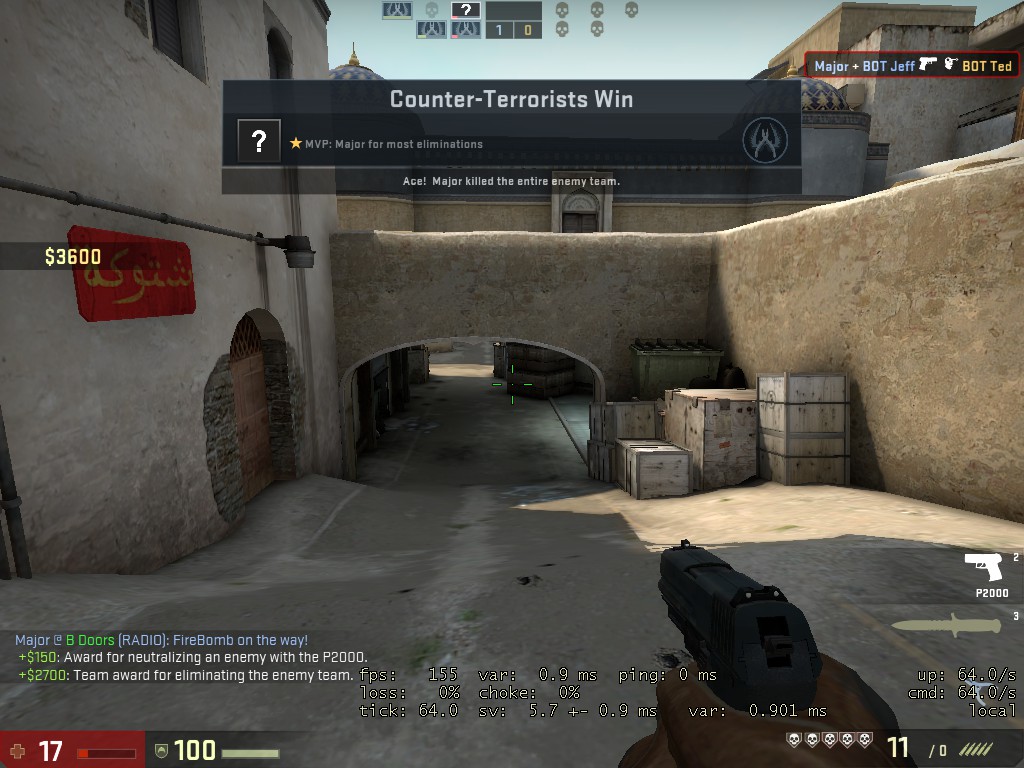 ?
1 0
Major + BOT Jeff BOT Ted
Counter-Terrorists Win
?
MVP: Major for most eliminations
Ace! Major killed the entire enemy team.
$3600
شتوكة
2
P2000
3
Major @ B Doors (RADIO): FireBomb on the way!
+$150: Award for neutralizing an enemy with the P2000.
+$2700: Team award for eliminating the enemy team.
fps: 155 var: 0.9 ms ping: 0 ms
loss: 0% choke: 0%
tick: 64.0 sv: 5.7 +- 0.9 ms var: 0.901 ms
up: 64.0/s
cmd: 64.0/s
local
17 100
11 / 0